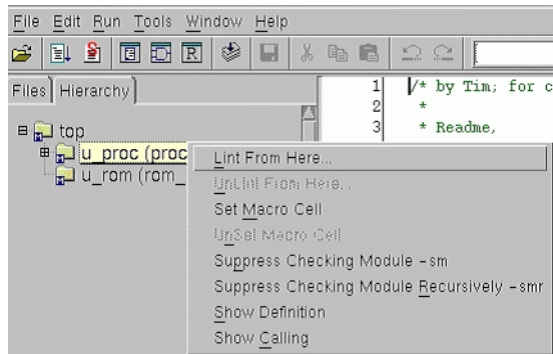 File Edit Run Tools Window Help
Files Hierarchy
1 /* by Tim; for c
2 *
3 * Readme,
top
u_proc (proc
u_rom (rom_
Lint From Here...
UnLint From Here...
Set Macro Cell
UnSet Macro Cell
Suppress Checking Module -sm
Suppress Checking Module Recursively -smr
Show Definition
Show Calling